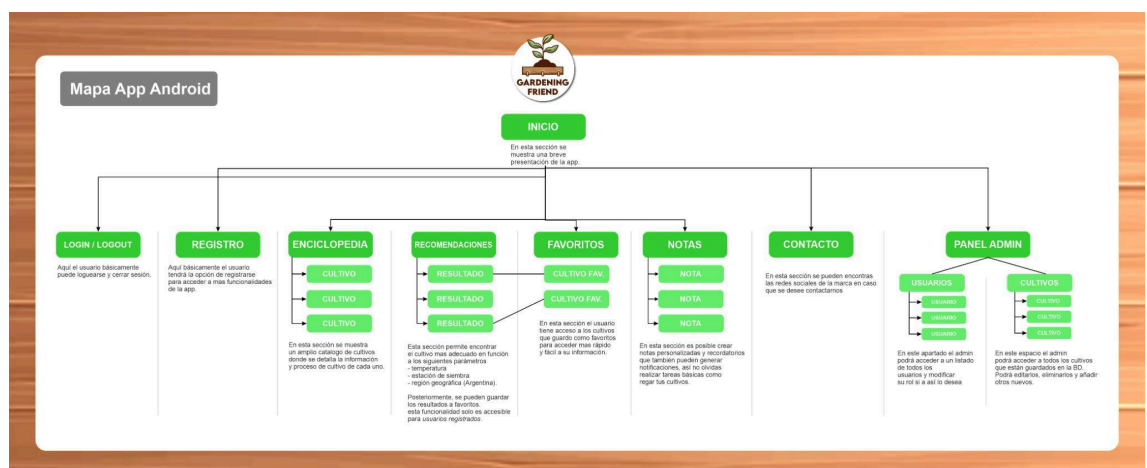 GARDENING
FRIEND
Mapa App Android
INICIO
En esta sección se
muestra una breve
presentación de la app.
LOGIN / LOGOUT
Aquí el usuario básicamente
puede loguearse y cerrar sesión.
REGISTRO
Aquí básicamente el usuario
tendrá la opción de registrarse
para acceder a mas funcionalidades
de la app.
ENCICLOPEDIA
CULTIVO
CULTIVO
CULTIVO
En esta sección se muestra
un amplio catalogo de cultivos
donde se detalla la información
y proceso de cultivo de cada uno.
RECOMENDACIONES
RESULTADO
RESULTADO
RESULTADO
Esta sección permite encontrar
el cultivo mas adecuado en función
a los siguientes parámetros
- temperatura
- estación de siembra
- región geográfica (Argentina).
Posteriormente, se pueden guardar
los resultados a favoritos.
esta funcionalidad solo es accesible
para usuarios registrados.
FAVORITOS
CULTIVO FAV.
CULTIVO FAV.
En esta sección el usuario
tiene acceso a los cultivos
que guardo como favoritos
para acceder mas rápido
y fácil a su información.
NOTAS
NOTA
NOTA
NOTA
En esta sección es posible crear
notas personalizadas y recordatorios
que también pueden generar
notificaciones, así no olvidas
realizar tareas básicas como
regar tus cultivos.
CONTACTO
En esta sección se pueden encontras
las redes sociales de la marca en caso
que se desee contactarnos
PANEL ADMIN
USUARIOS
USUARIO
USUARIO
USUARIO
En este apartado el admin
podrá acceder a un listado
de todos los
usuarios y modificar
su rol si a así lo desea
CULTIVOS
CULTIVO
CULTIVO
CULTIVO
En este espacio el admin
podrá acceder a todos los cultivos
que están guardados en la BD.
Podrá editarlos, eliminarlos y añadir
otros nuevos.